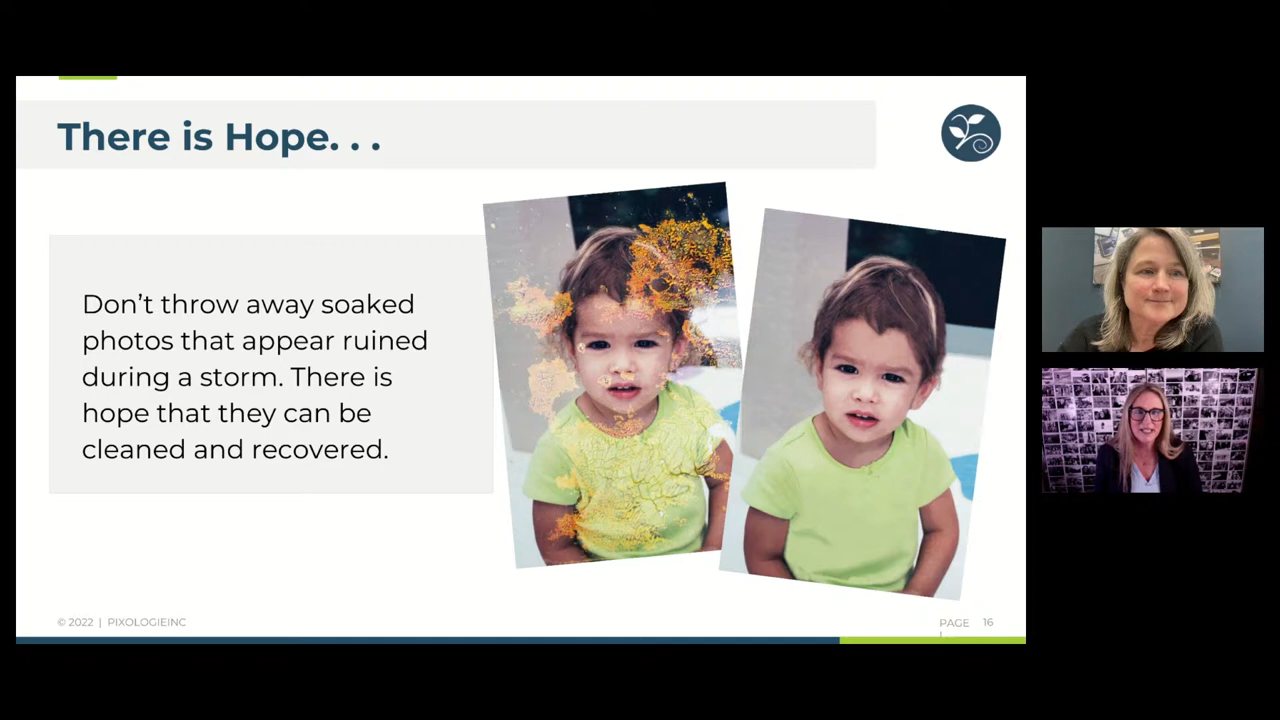 There is Hope. . .
Don’t throw away soaked
photos that appear ruined
during a storm. There is
hope that they can be
cleaned and recovered.
© 2022 | PIXOLOGIEINC
PAGE 16
|